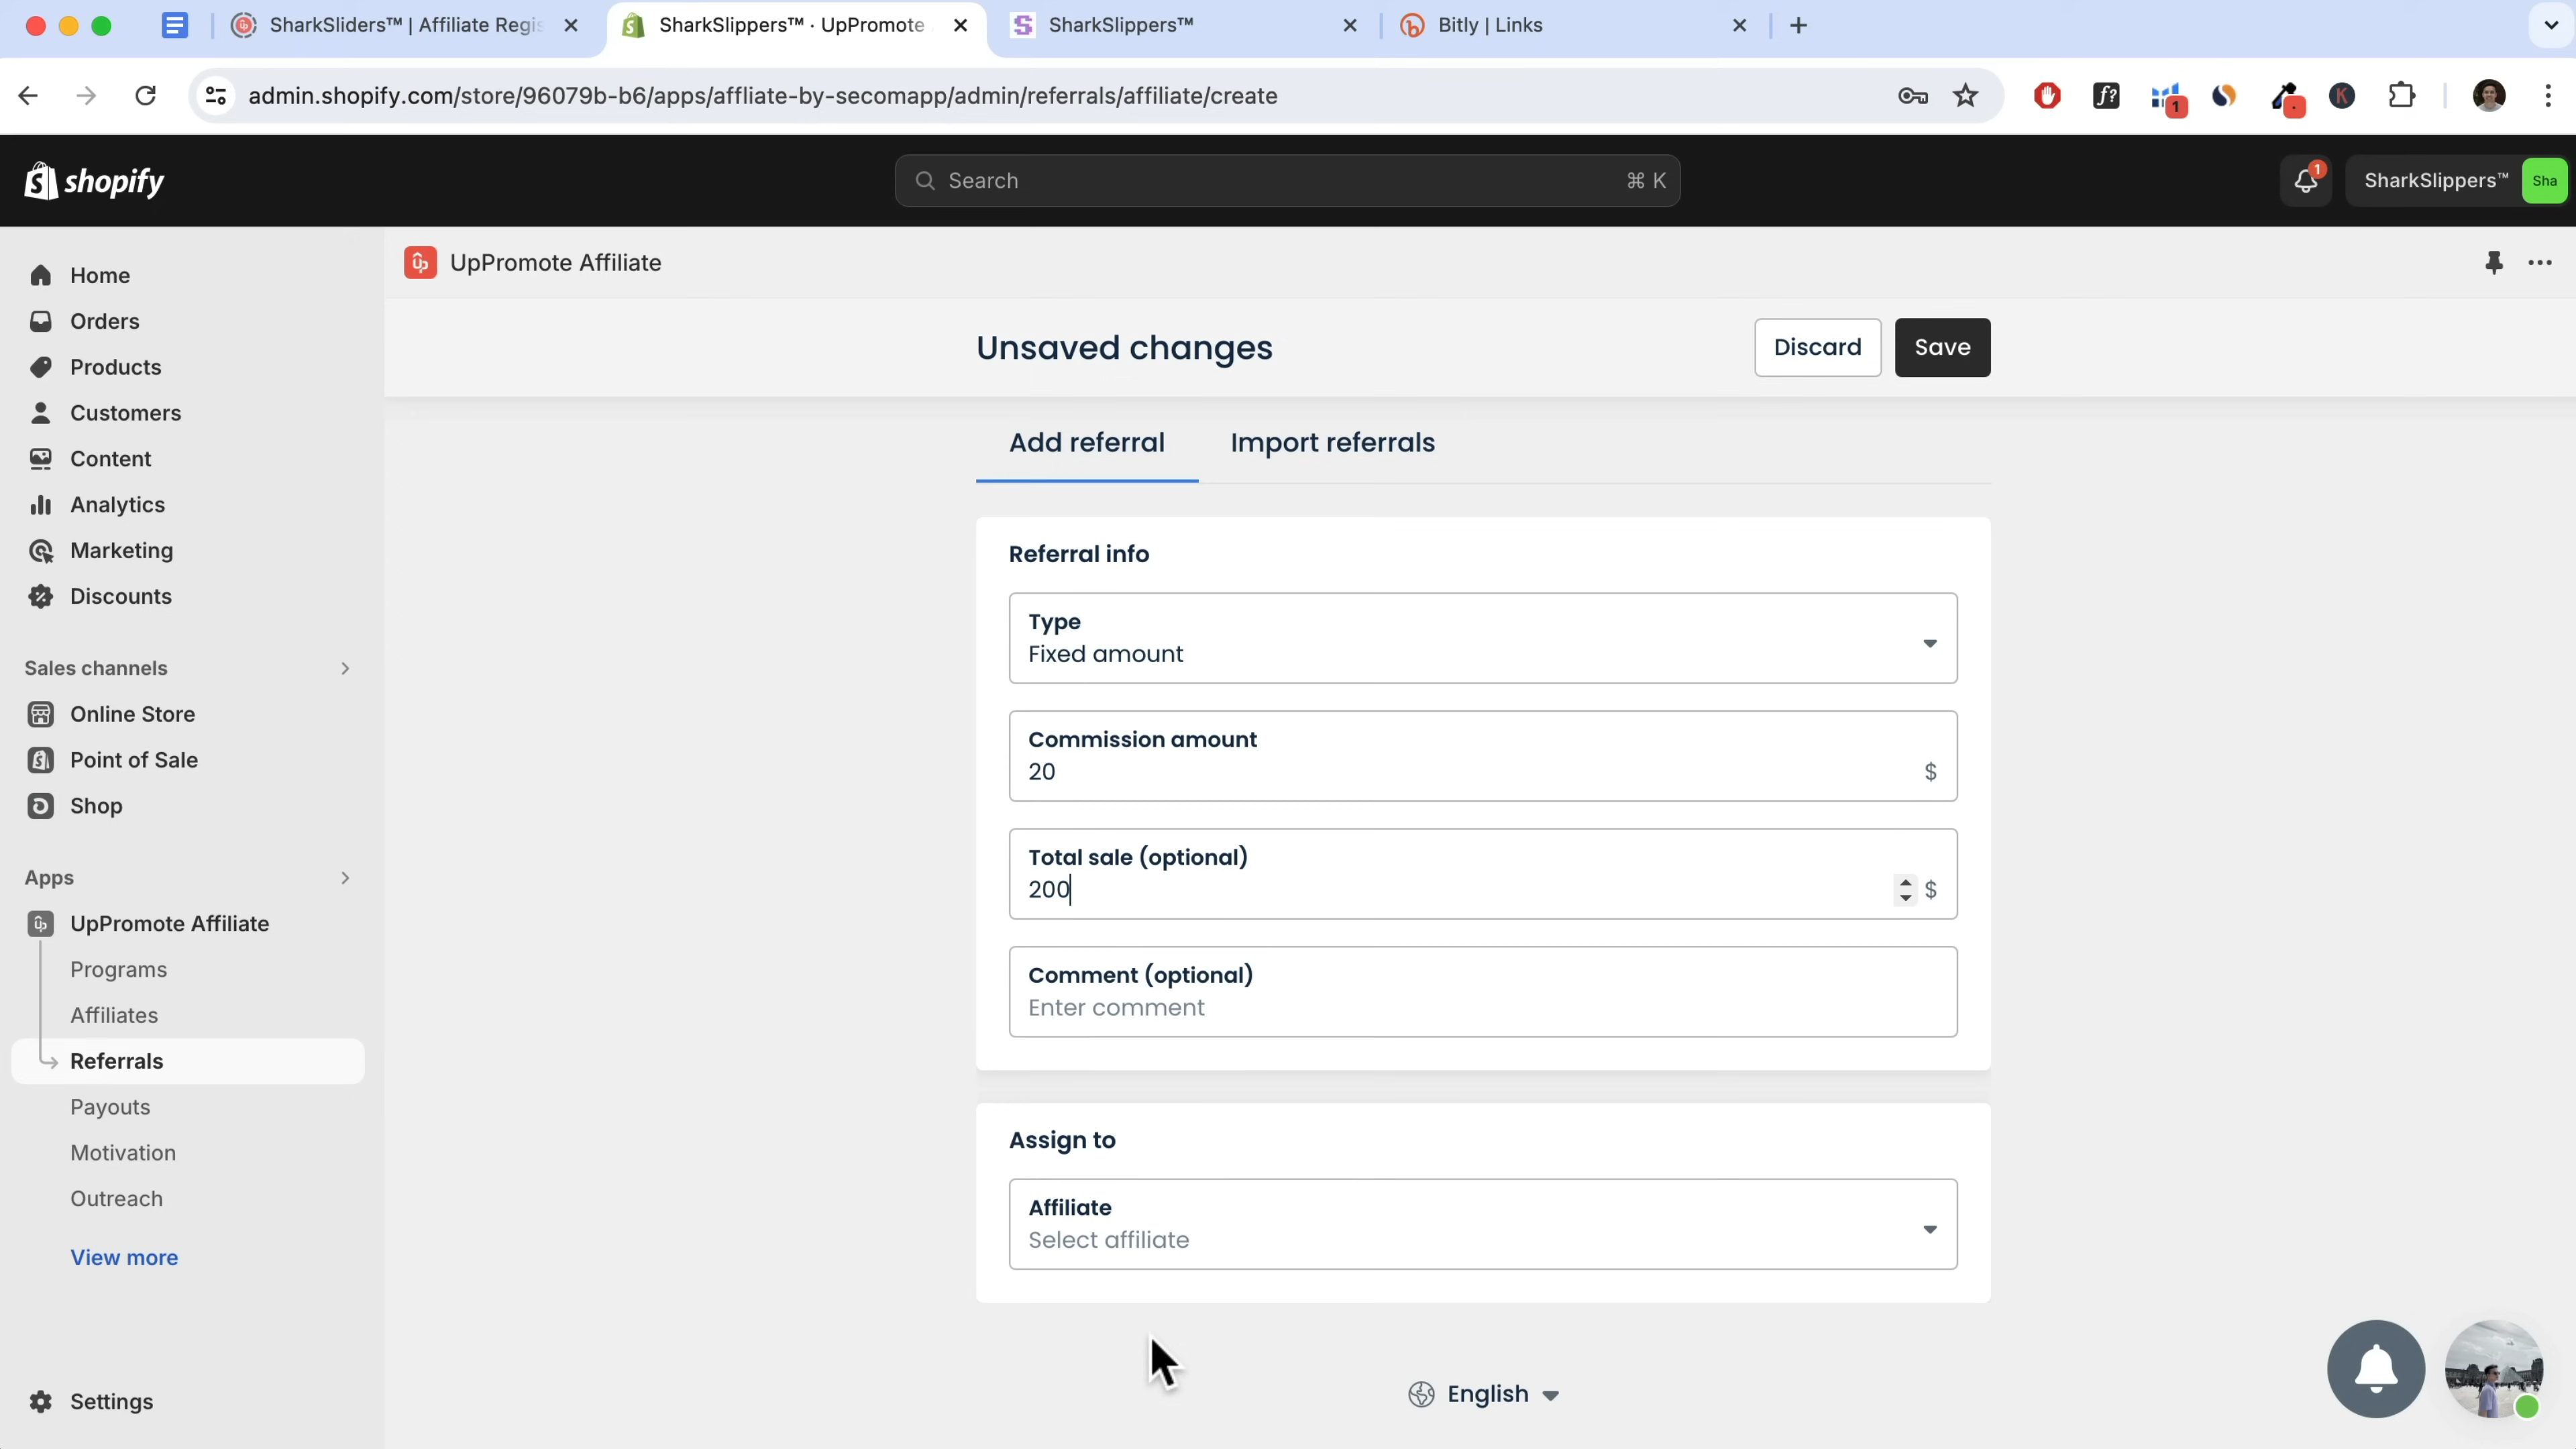 SharkSliders™ | Affiliate Regis
SharkSlippers™ · UpPromote
SharkSlippers™
Bitly | Links
admin.shopify.com/store/96079b-b6/apps/affliate-by-secomapp/admin/referrals/affiliate/create
f?
1
K
shopify
Search
⌘ K
1
SharkSlippers™
Sha
Home
Orders
Products
Customers
Content
Analytics
Marketing
Discounts
Sales channels
Online Store
Point of Sale
Shop
Apps
UpPromote Affiliate
Programs
Affiliates
Referrals
Payouts
Motivation
Outreach
View more
Settings
UpPromote Affiliate
Unsaved changes
Discard
Save
Add referral
Import referrals
Referral info
Type
Fixed amount
Commission amount
20 $
Total sale (optional)
200 $
Comment (optional)
Enter comment
Assign to
Affiliate
Select affiliate
English